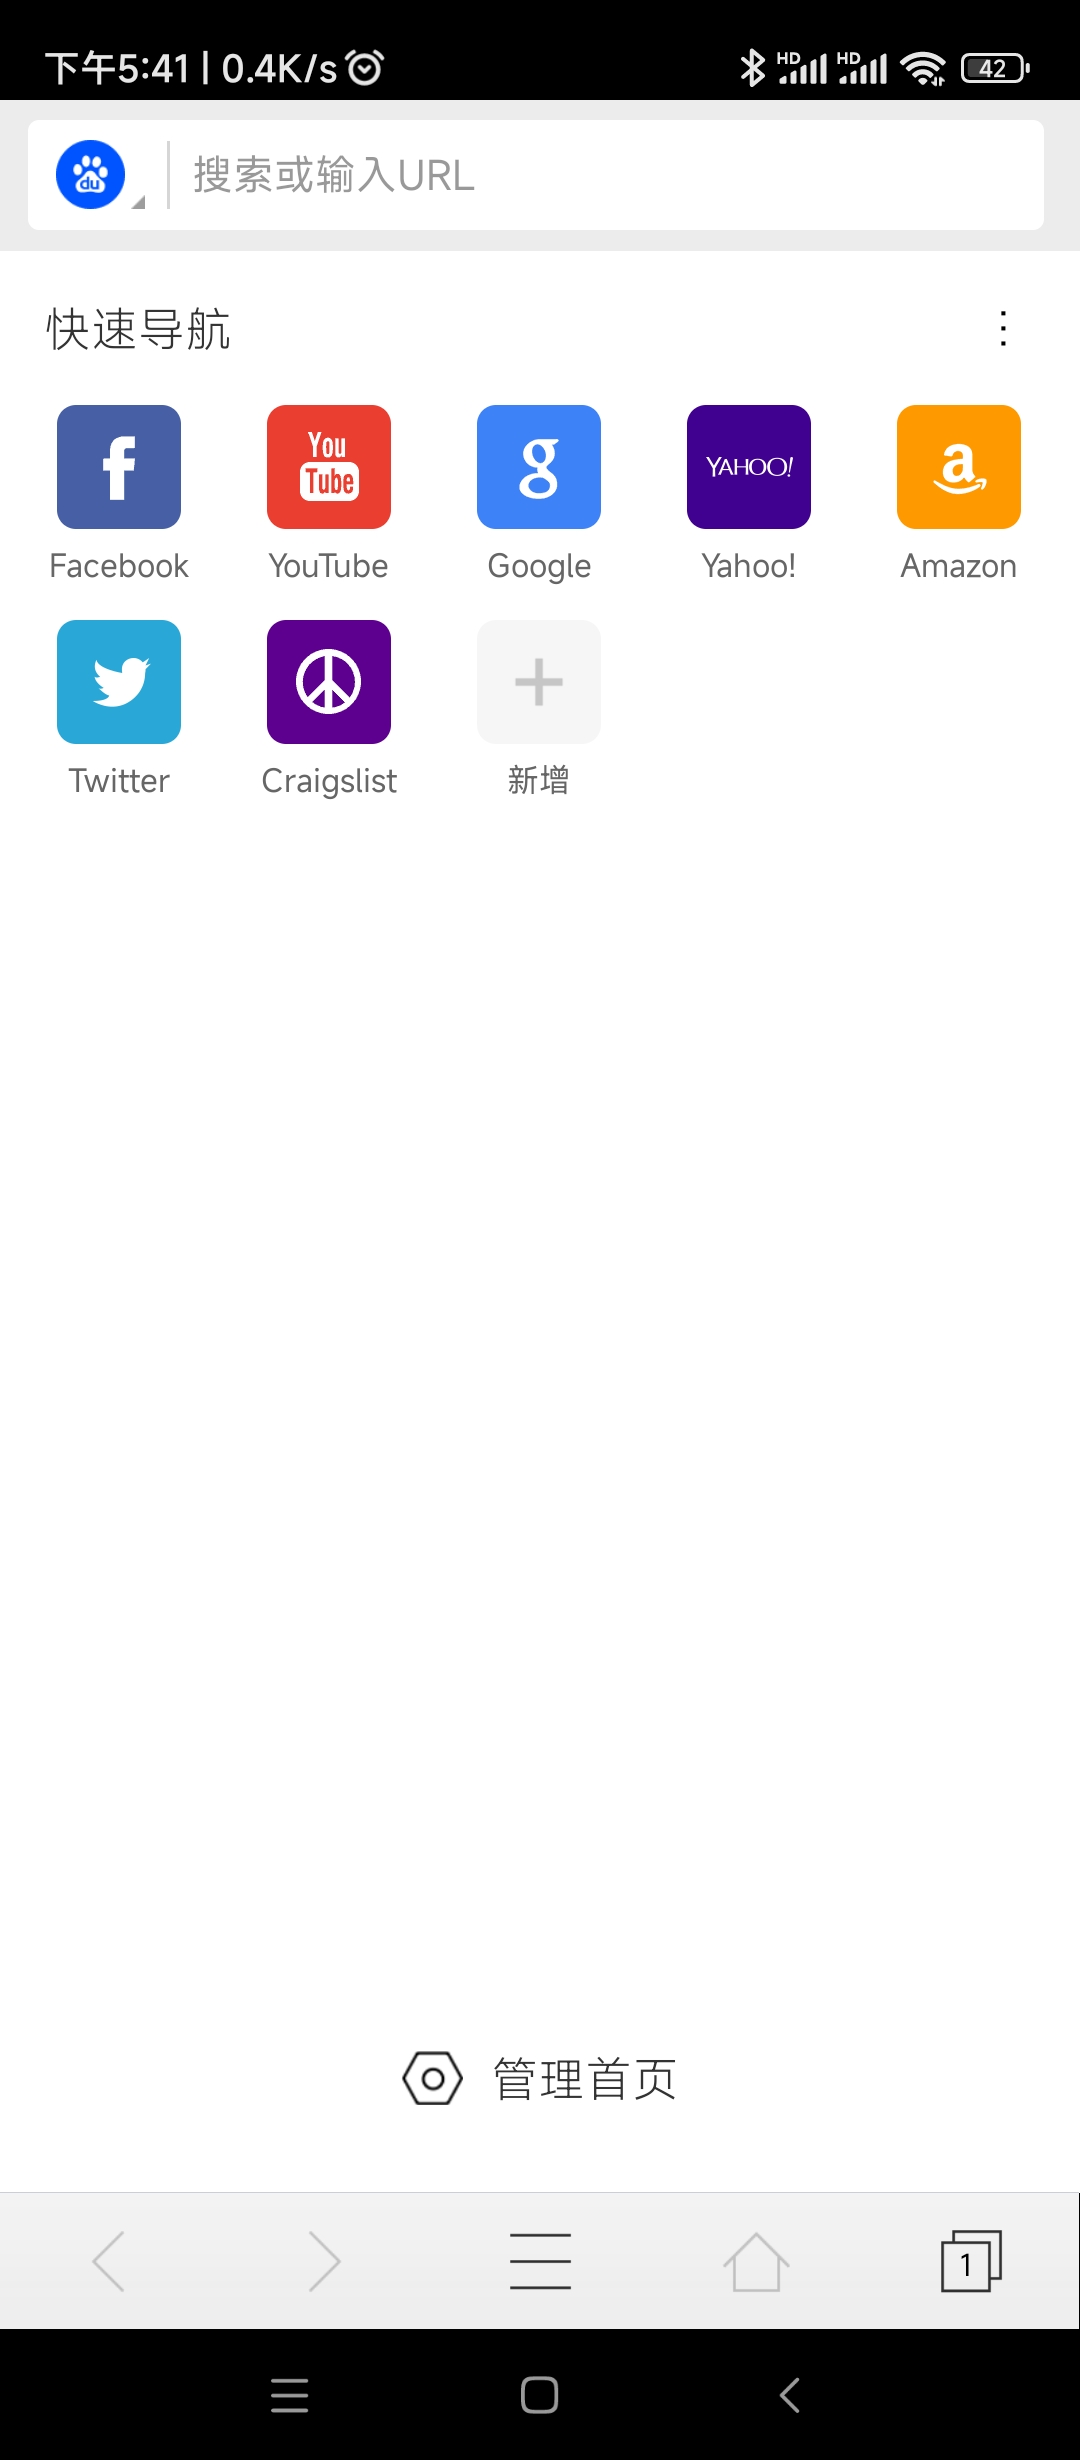 下午5:41 | 0.4K/s HD HD 42
du 搜索或输入URL
快速导航
f You Tube g YAHOO! a
Facebook YouTube Google Yahoo! Amazon
Twitter Craigslist 新增
管理首页
1